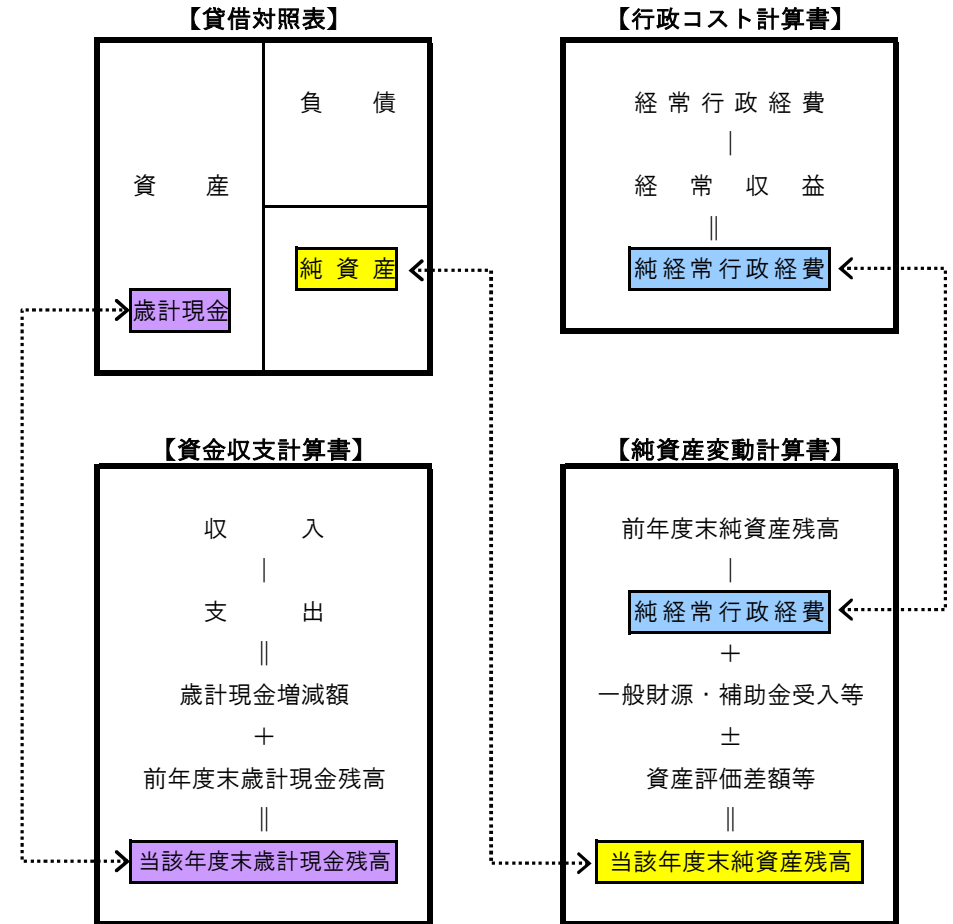 【貸借対照表】
負債
資産
純資産
歳計現金
【行政コスト計算書】
経常行政経費
|
経常収益
||
純経常行政経費
【資金収支計算書】
収入
|
支出
||
歳計現金増減額
＋
前年度末歳計現金残高
||
当該年度末歳計現金残高
【純資産変動計算書】
前年度末純資産残高
|
純経常行政経費
＋
一般財源・補助金受入等
±
資産評価差額等
||
当該年度末純資産残高